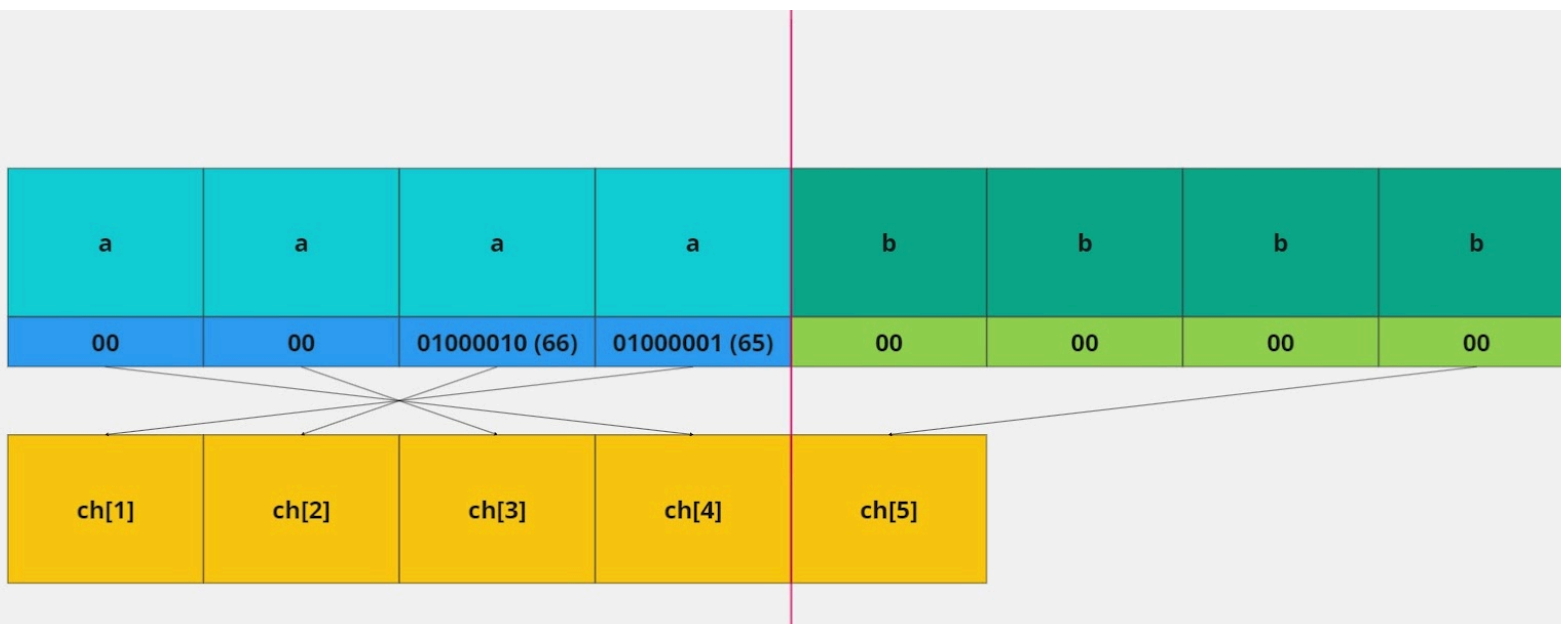 a a a a b b b b
00 00 01000010 (66) 01000001 (65) 00 00 00 00
ch[1] ch[2] ch[3] ch[4] ch[5]